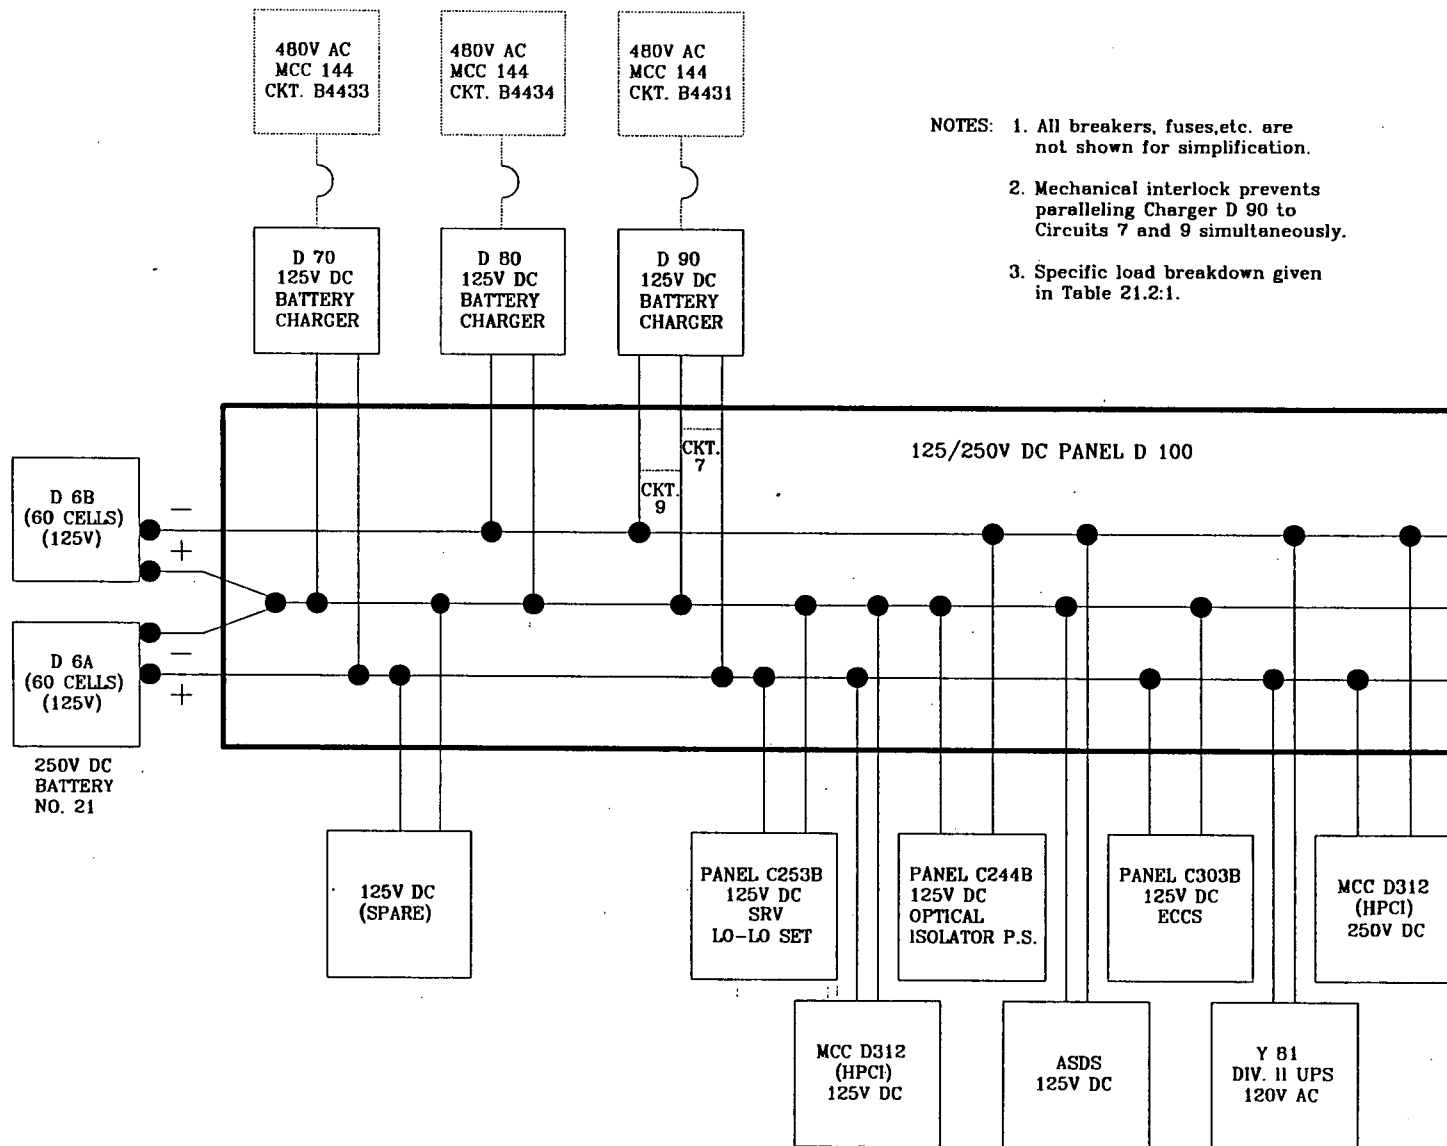 480V AC
MCC 144
CKT. B4433
480V AC
MCC 144
CKT. B4434
480V AC
MCC 144
CKT. B4431
NOTES: 1. All breakers, fuses,etc. are
not shown for simplification.
2. Mechanical interlock prevents
paralleling Charger D 90 to
Circuits 7 and 9 simultaneously.
3. Specific load breakdown given
in Table 21.2:1.
D 70
125V DC
BATTERY
CHARGER
D 80
125V DC
BATTERY
CHARGER
D 90
125V DC
BATTERY
CHARGER
125/250V DC PANEL D 100
CKT.
7
CKT.
9
D 6B
(60 CELLS)
(125V)
−
+
D 6A
(60 CELLS)
(125V)
−
+
250V DC
BATTERY
NO. 21
125V DC
(SPARE)
PANEL C253B
125V DC
SRV
LO-LO SET
PANEL C244B
125V DC
OPTICAL
ISOLATOR P.S.
PANEL C303B
125V DC
ECCS
MCC D312
(HPCI)
250V DC
MCC D312
(HPCI)
125V DC
ASDS
125V DC
Y 81
DIV. II UPS
120V AC